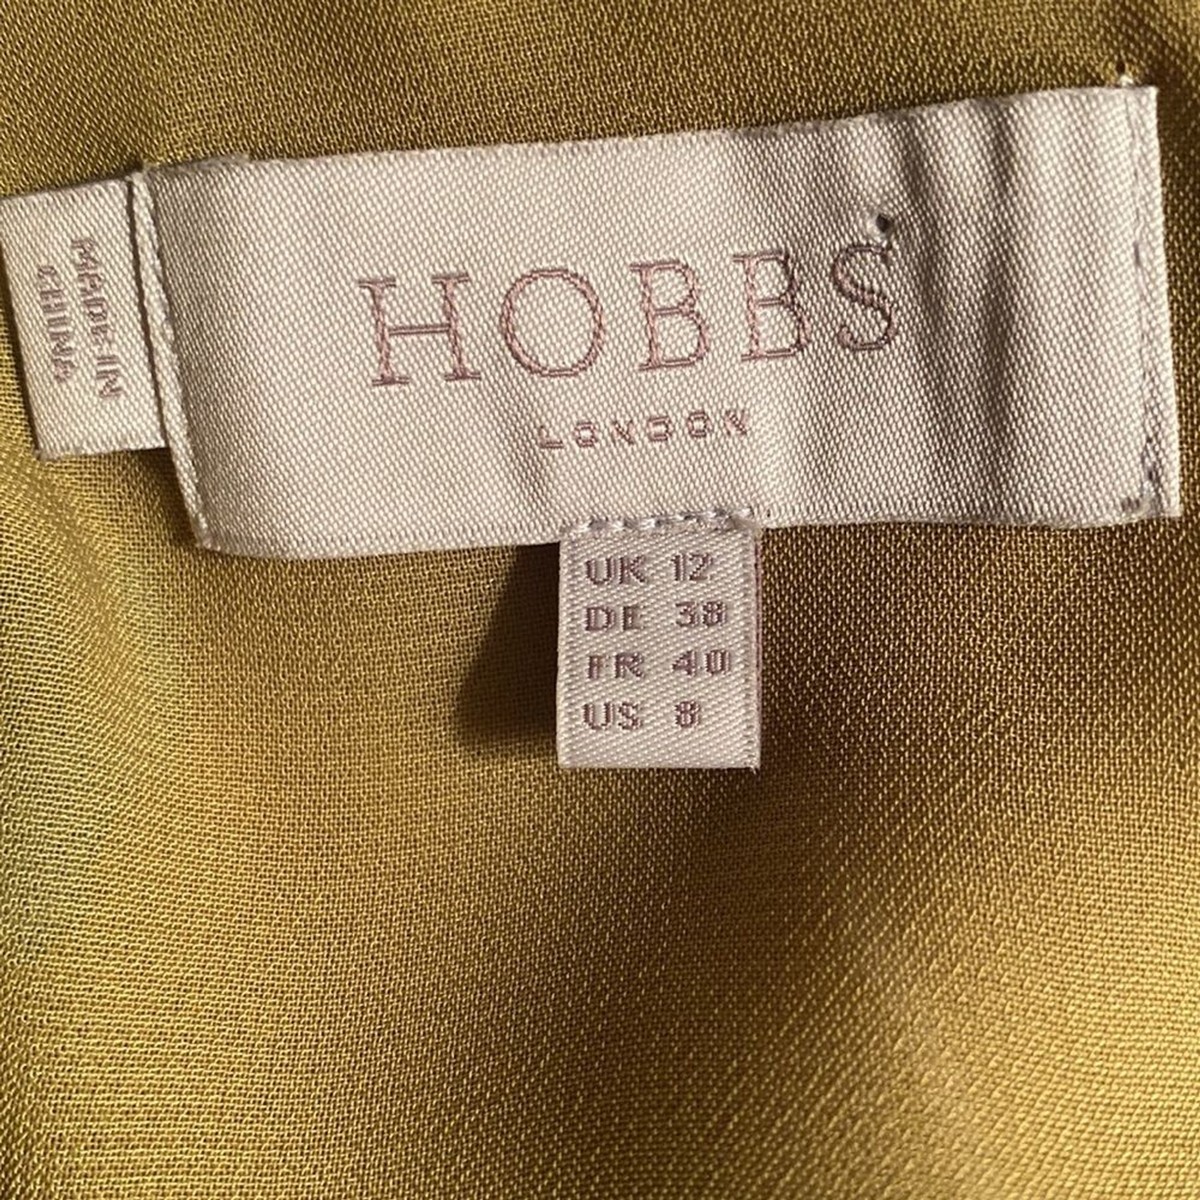 HOBBS
LONDON
MADE IN
CHINA
UK 12
DE 38
FR 40
US 8